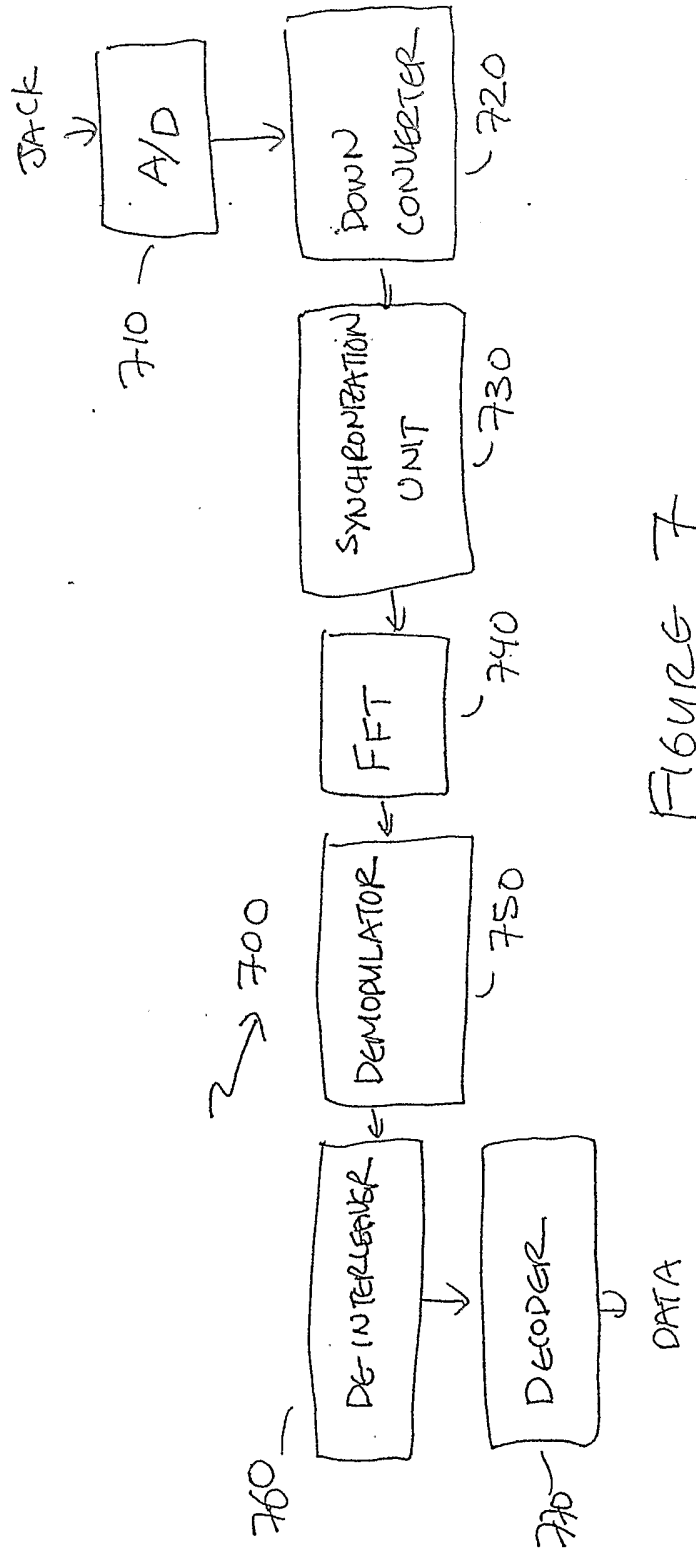 JACK
A/D
710
DOWN
CONVERTER
720
SYNCHRONIZATION
UNIT
730
FFT
740
700
DEMODULATOR
750
DE-INTERLEAVER
760
DECODER
770
DATA
FIGURE 7